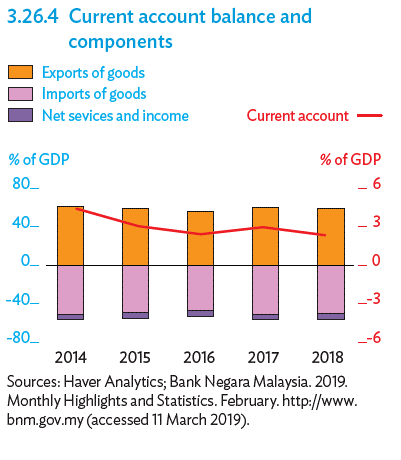 3.26.4 Current account balance and
components
Exports of goods
Imports of goods
Net sevices and income
Current account
% of GDP
% of GDP
80
6
40
3
0
0
-40
-3
-80
-6
2014 2015 2016 2017 2018
Sources: Haver Analytics; Bank Negara Malaysia. 2019.
Monthly Highlights and Statistics. February. http://www.
bnm.gov.my (accessed 11 March 2019).